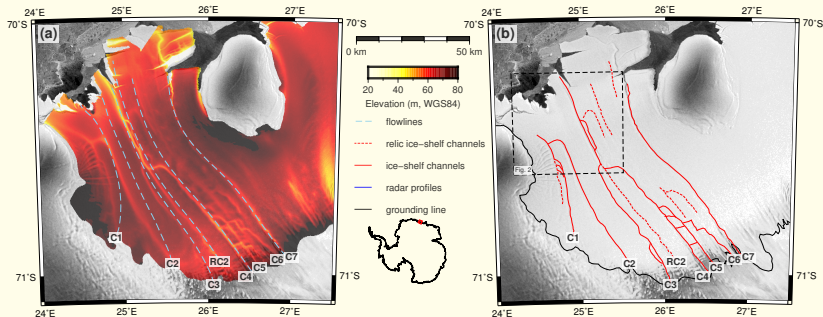 24°E 25°E 26°E 27°E
70°S
(a)
C1
C2
RC2
C3
C4
C5
C6
C7
71°S
24°E 25°E 26°E 27°E
0 km 50 km
20 40 60 80
Elevation (m, WGS84)
flowlines
relic ice-shelf channels
ice-shelf channels
radar profiles
grounding line
24°E 25°E 26°E 27°E
70°S
(b)
Fig. 2
C1
C2
RC2
C3
C4
C5
C6
C7
71°S
24°E 25°E 26°E 27°E